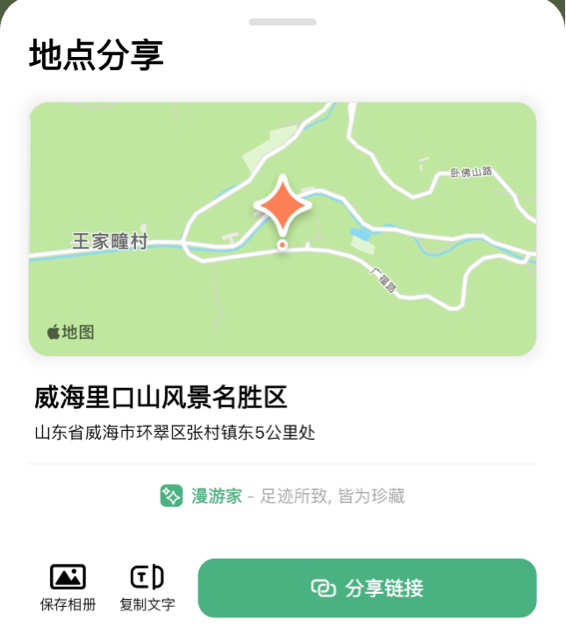 地点分享
卧佛山路
王家疃村
广福路
地图
威海里口山风景名胜区
山东省威海市环翠区张村镇东5公里处
漫游家 - 足迹所致, 皆为珍藏
保存相册
复制文字
分享链接